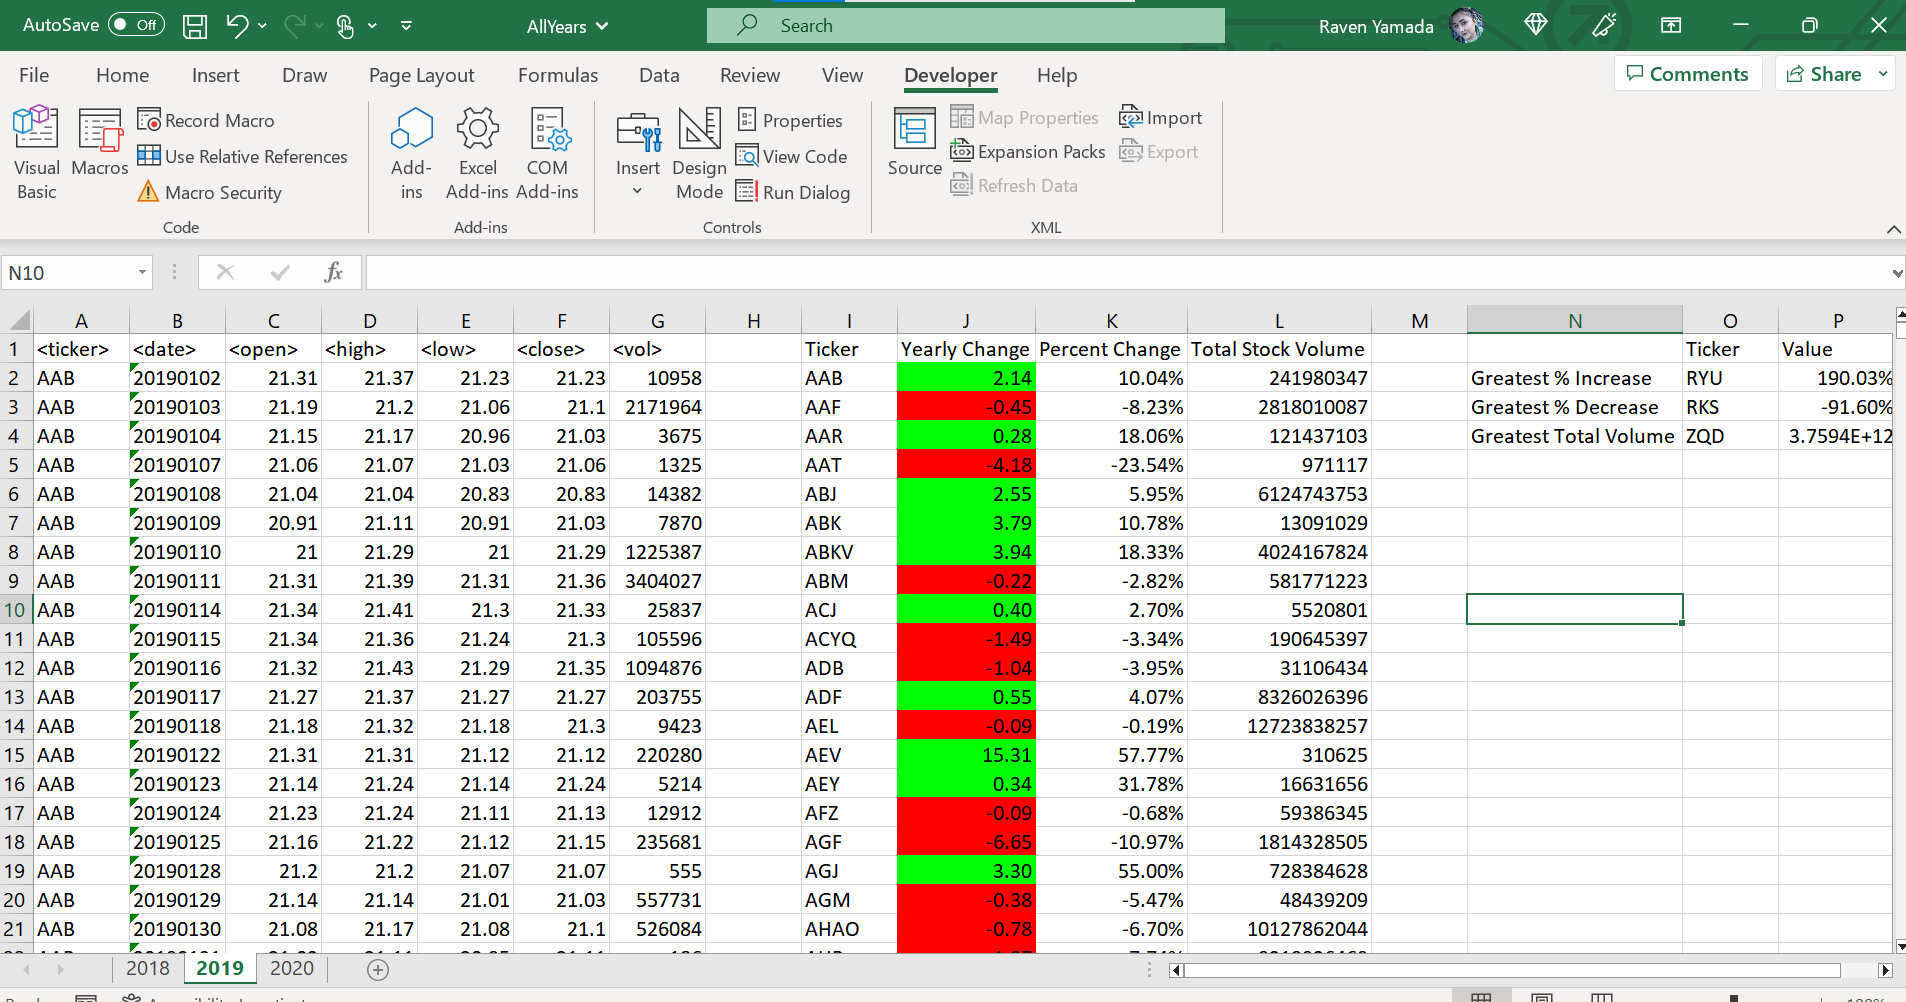 AutoSave Off AllYears Search Raven Yamada
File Home Insert Draw Page Layout Formulas Data Review View Developer Help Comments Share
Visual Basic
Macros
Record Macro
Use Relative References
Macro Security
Code
Add-ins
Excel Add-ins
COM Add-ins
Add-ins
Insert
Design Mode
Properties
View Code
Run Dialog
Controls
Source
Map Properties
Expansion Packs
Refresh Data
Import
Export
XML
N10 fx
A B C D E F G H I J K L M N O P
1 <ticker> <date> <open> <high> <low> <close> <vol> Ticker Yearly Change Percent Change Total Stock Volume Ticker Value
2 AAB 20190102 21.31 21.37 21.23 21.23 10958 AAB 2.14 10.04% 241980347 Greatest % Increase RYU 190.03%
3 AAB 20190103 21.19 21.2 21.06 21.1 2171964 AAF -0.45 -8.23% 2818010087 Greatest % Decrease RKS -91.60%
4 AAB 20190104 21.15 21.17 20.96 21.03 3675 AAR 0.28 18.06% 121437103 Greatest Total Volume ZQD 3.7594E+12
5 AAB 20190107 21.06 21.07 21.03 21.06 1325 AAT -4.18 -23.54% 971117
6 AAB 20190108 21.04 21.04 20.83 20.83 14382 ABJ 2.55 5.95% 6124743753
7 AAB 20190109 20.91 21.11 20.91 21.03 7870 ABK 3.79 10.78% 13091029
8 AAB 20190110 21 21.29 21 21.29 1225387 ABKV 3.94 18.33% 4024167824
9 AAB 20190111 21.31 21.39 21.31 21.36 3404027 ABM -0.22 -2.82% 581771223
10 AAB 20190114 21.34 21.41 21.3 21.33 25837 ACJ 0.40 2.70% 5520801
11 AAB 20190115 21.34 21.36 21.24 21.3 105596 ACYQ -1.49 -3.34% 190645397
12 AAB 20190116 21.32 21.43 21.29 21.35 1094876 ADB -1.04 -3.95% 31106434
13 AAB 20190117 21.27 21.37 21.27 21.27 203755 ADF 0.55 4.07% 8326026396
14 AAB 20190118 21.18 21.32 21.18 21.3 9423 AEL -0.09 -0.19% 12723838257
15 AAB 20190122 21.31 21.31 21.12 21.12 220280 AEV 15.31 57.77% 310625
16 AAB 20190123 21.14 21.24 21.14 21.24 5214 AEY 0.34 31.78% 16631656
17 AAB 20190124 21.23 21.24 21.11 21.13 12912 AFZ -0.09 -0.68% 59386345
18 AAB 20190125 21.16 21.22 21.12 21.15 235681 AGF -6.65 -10.97% 1814328505
19 AAB 20190128 21.2 21.2 21.07 21.07 555 AGJ 3.30 55.00% 728384628
20 AAB 20190129 21.14 21.14 21.01 21.03 557731 AGM -0.38 -5.47% 48439209
21 AAB 20190130 21.08 21.17 21.08 21.1 526084 AHAO -0.78 -6.70% 10127862044
2018 2019 2020